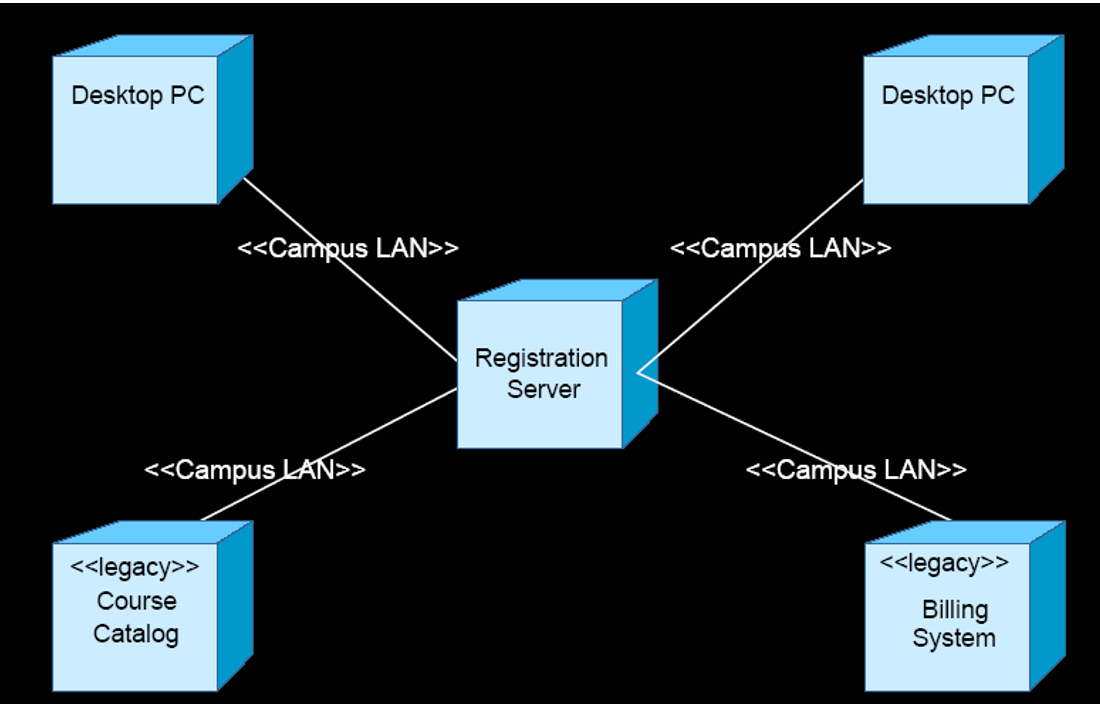 Desktop PC
Desktop PC
<<Campus LAN>>
<<Campus LAN>>
Registration
Server
<<Campus LAN>>
<<Campus LAN>>
<<legacy>>
Course
Catalog
<<legacy>>
Billing
System